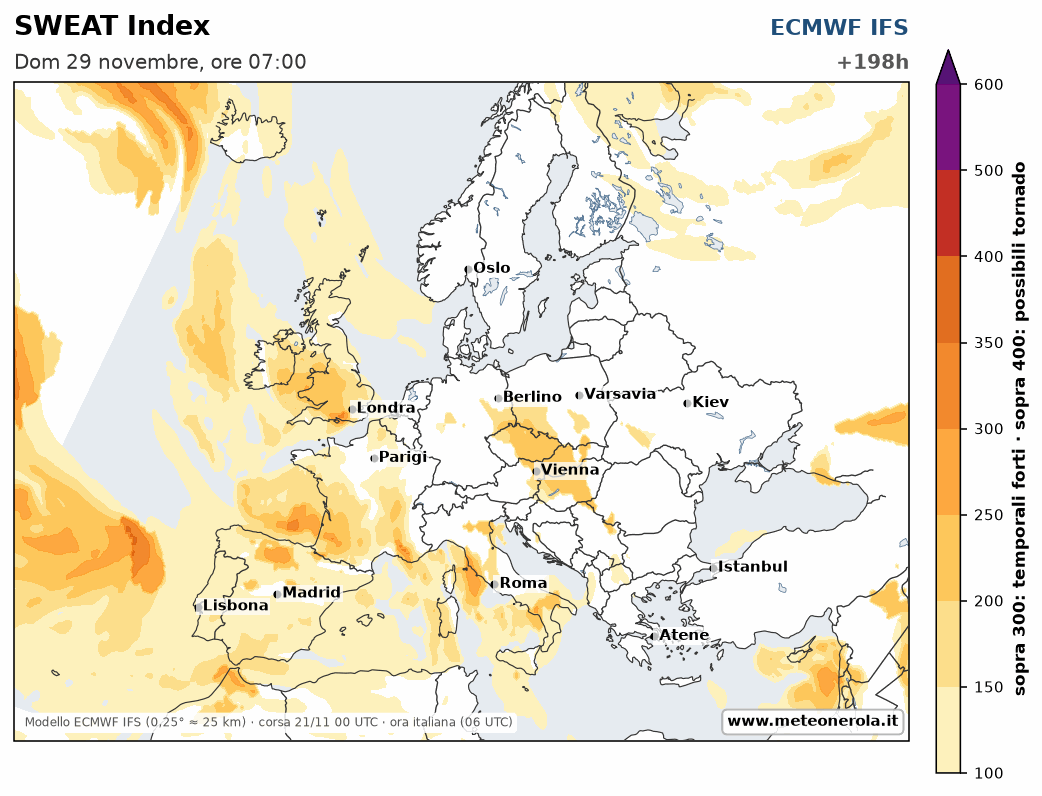 SWEAT Index
ECMWF IFS
Dom 29 novembre, ore 07:00
+198h
Oslo
Berlino
Varsavia
Kiev
Londra
Parigi
Vienna
Istanbul
Roma
Madrid
Lisbona
Atene
Modello ECMWF IFS (0,25° ≈ 25 km) · corsa 21/11 00 UTC · ora italiana (06 UTC)
www.meteonerola.it
600
500
400
350
300
250
200
150
100
sopra 300: temporali forti · sopra 400: possibili tornado